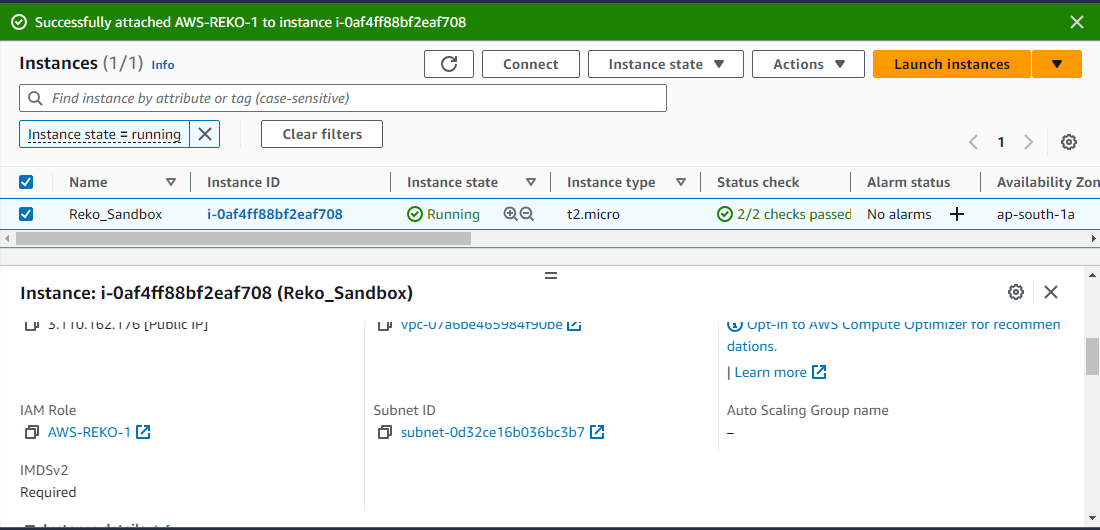 Successfully attached AWS-REKO-1 to instance i-0af4ff88bf2eaf708
Instances (1/1) Info
Connect
Instance state
Actions
Launch instances
Find instance by attribute or tag (case-sensitive)
Instance state = running
Clear filters
1
Name Instance ID Instance state Instance type Status check Alarm status Availability Zon
Reko_Sandbox i-0af4ff88bf2eaf708 Running t2.micro 2/2 checks passed No alarms ap-south-1a
Instance: i-0af4ff88bf2eaf708 (Reko_Sandbox)
3.110.162.176 [Public IP]
vpc-07a6be465984f90be
Opt-in to AWS Compute Optimizer for recommen
dations.
| Learn more
IAM Role
AWS-REKO-1
Subnet ID
subnet-0d32ce16b036bc3b7
Auto Scaling Group name
–
IMDSv2
Required